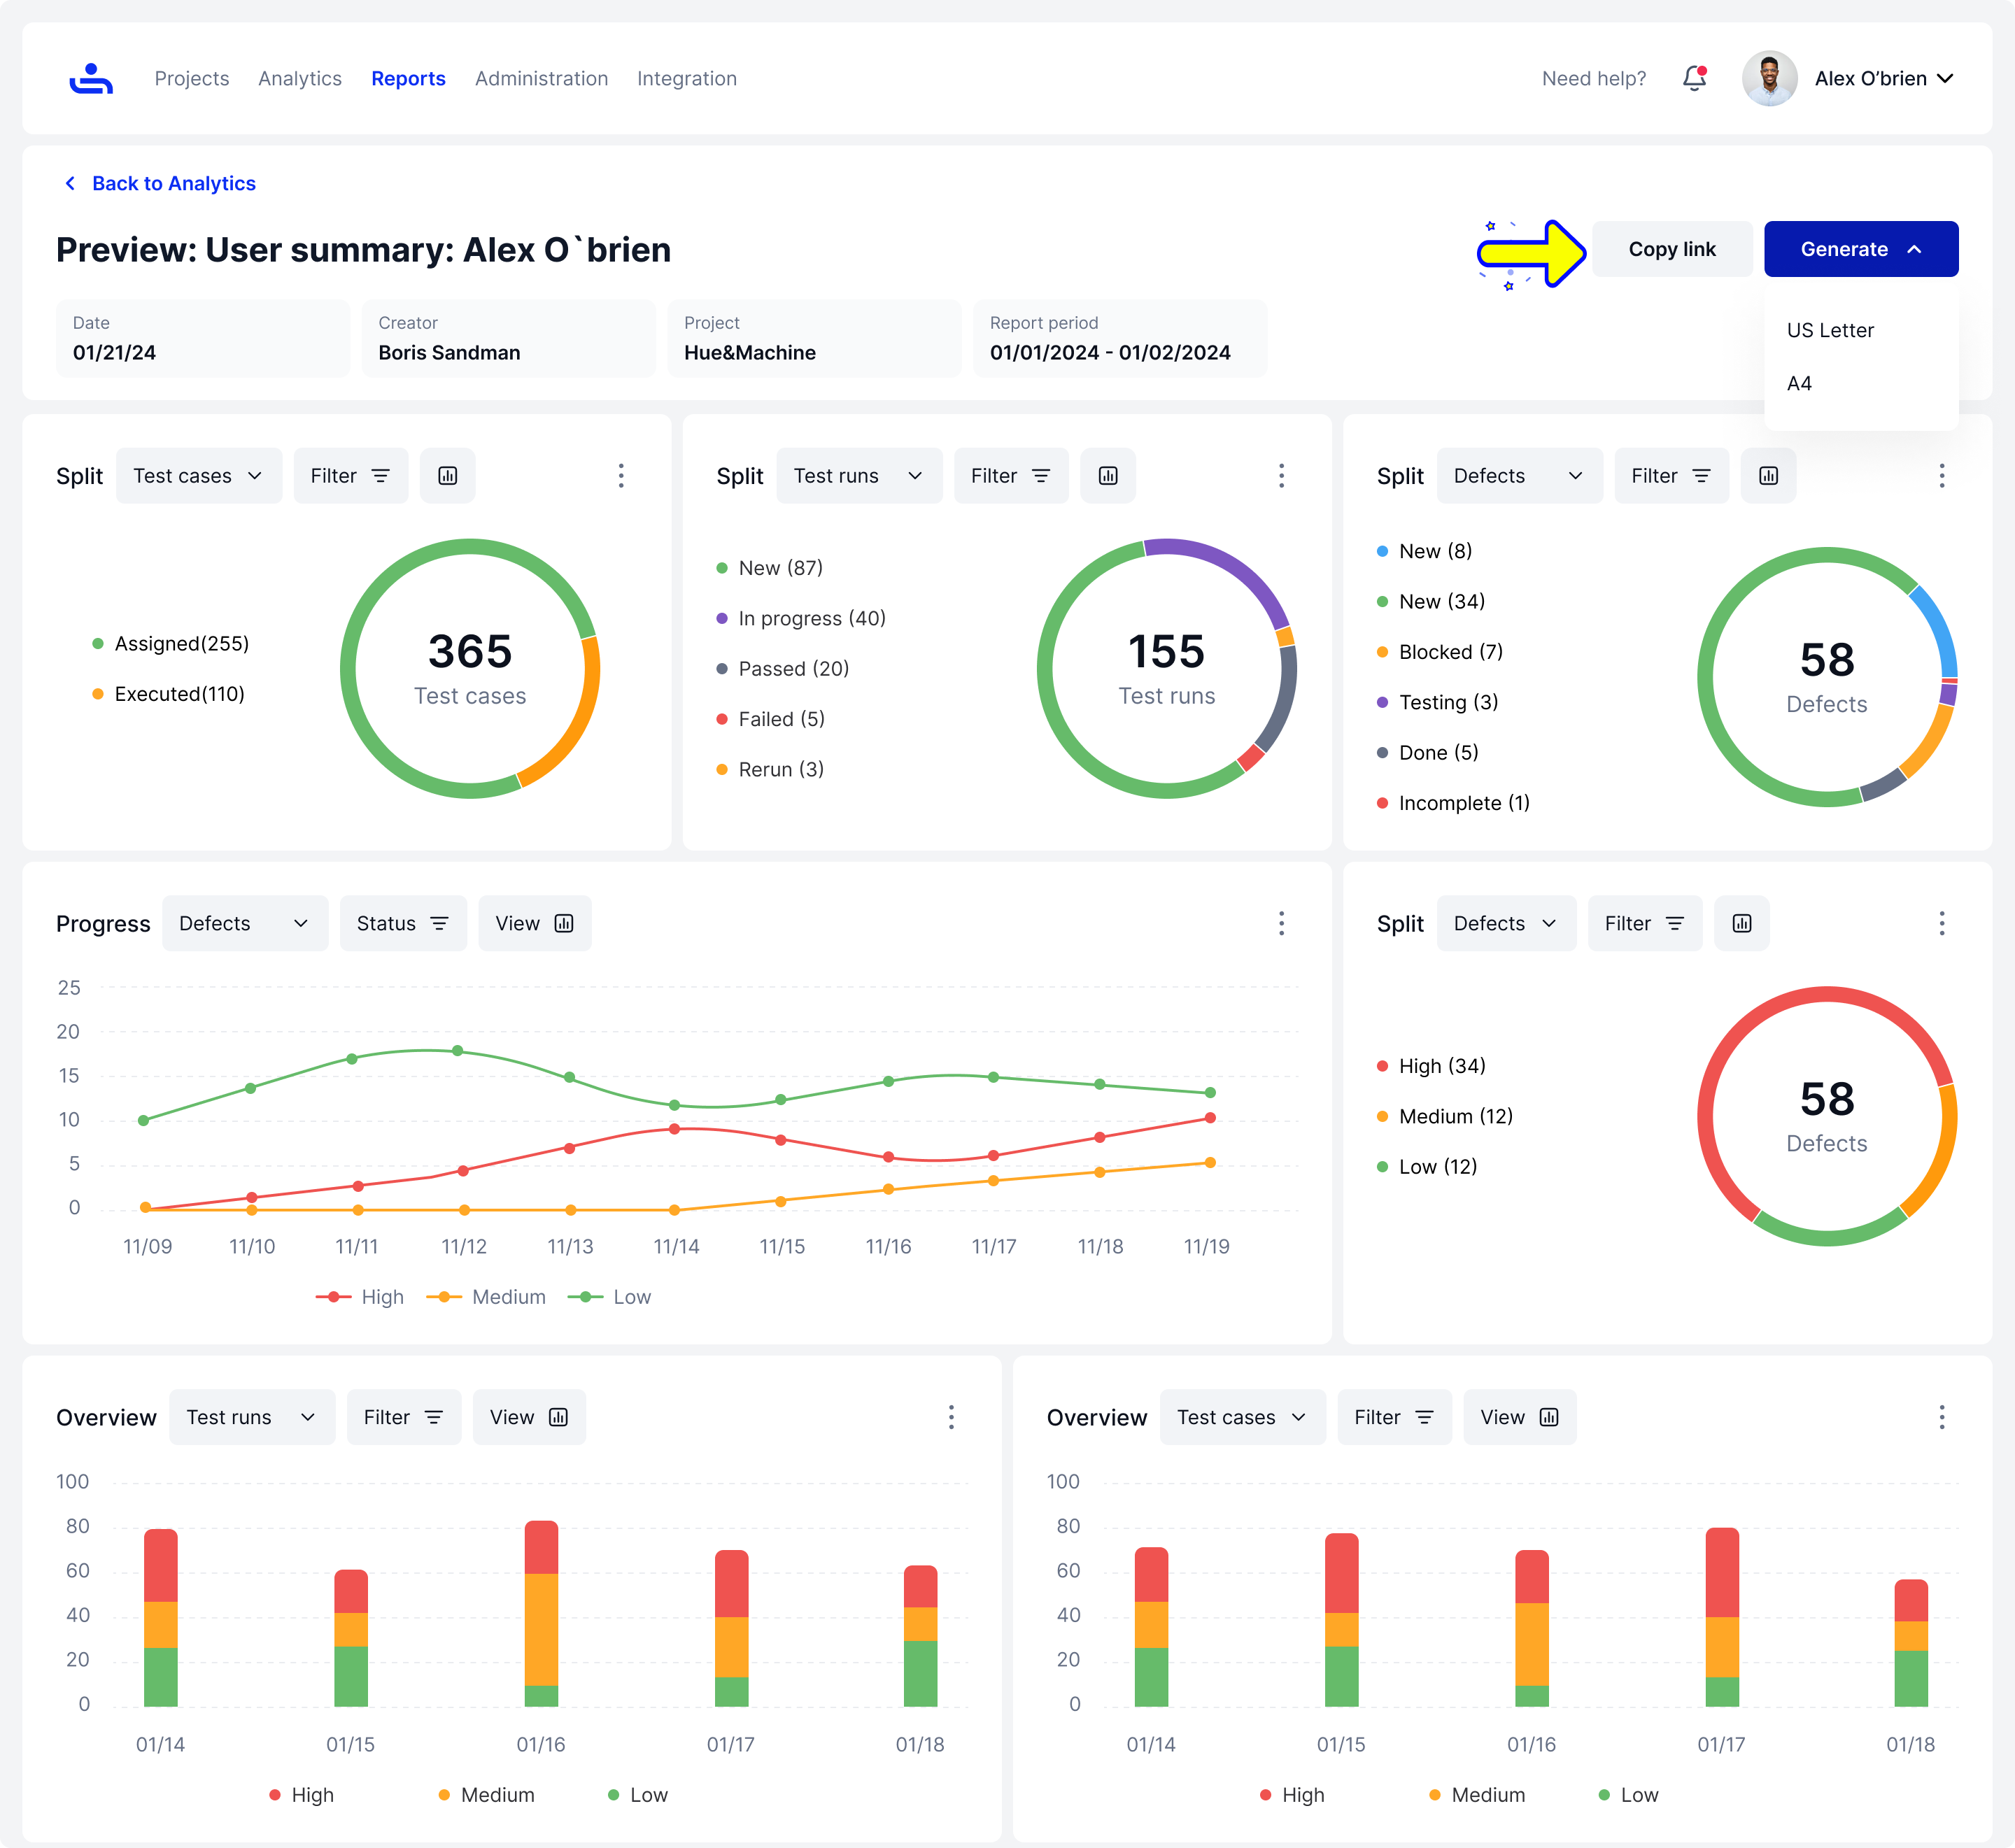 Projects Analytics Reports Administration Integration Need help? Alex O’brien
Back to Analytics
Preview: User summary: Alex O`brien
Copy link
Generate
US Letter
A4
Date
01/21/24
Creator
Boris Sandman
Project
Hue&Machine
Report period
01/01/2024 - 01/02/2024
Split Test cases Filter
Assigned(255)
Executed(110)
365
Test cases
Split Test runs Filter
New (87)
In progress (40)
Passed (20)
Failed (5)
Rerun (3)
155
Test runs
Split Defects Filter
New (8)
New (34)
Blocked (7)
Testing (3)
Done (5)
Incomplete (1)
58
Defects
Progress Defects Status View
25
20
15
10
5
0
11/09 11/10 11/11 11/12 11/13 11/14 11/15 11/16 11/17 11/18 11/19
High Medium Low
Split Defects Filter
High (34)
Medium (12)
Low (12)
58
Defects
Overview Test runs Filter View
100
80
60
40
20
0
01/14 01/15 01/16 01/17 01/18
High Medium Low
Overview Test cases Filter View
100
80
60
40
20
0
01/14 01/15 01/16 01/17 01/18
High Medium Low